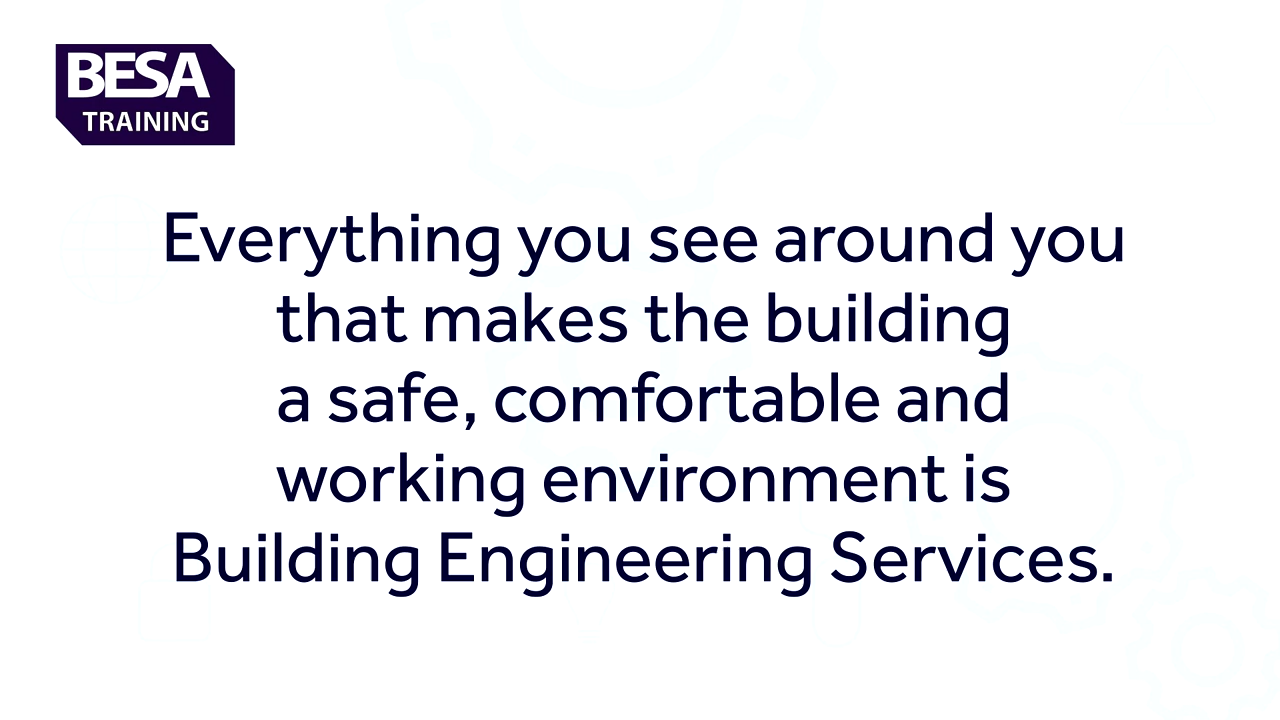 BESA
TRAINING
Everything you see around you
that makes the building
a safe, comfortable and
working environment is
Building Engineering Services.